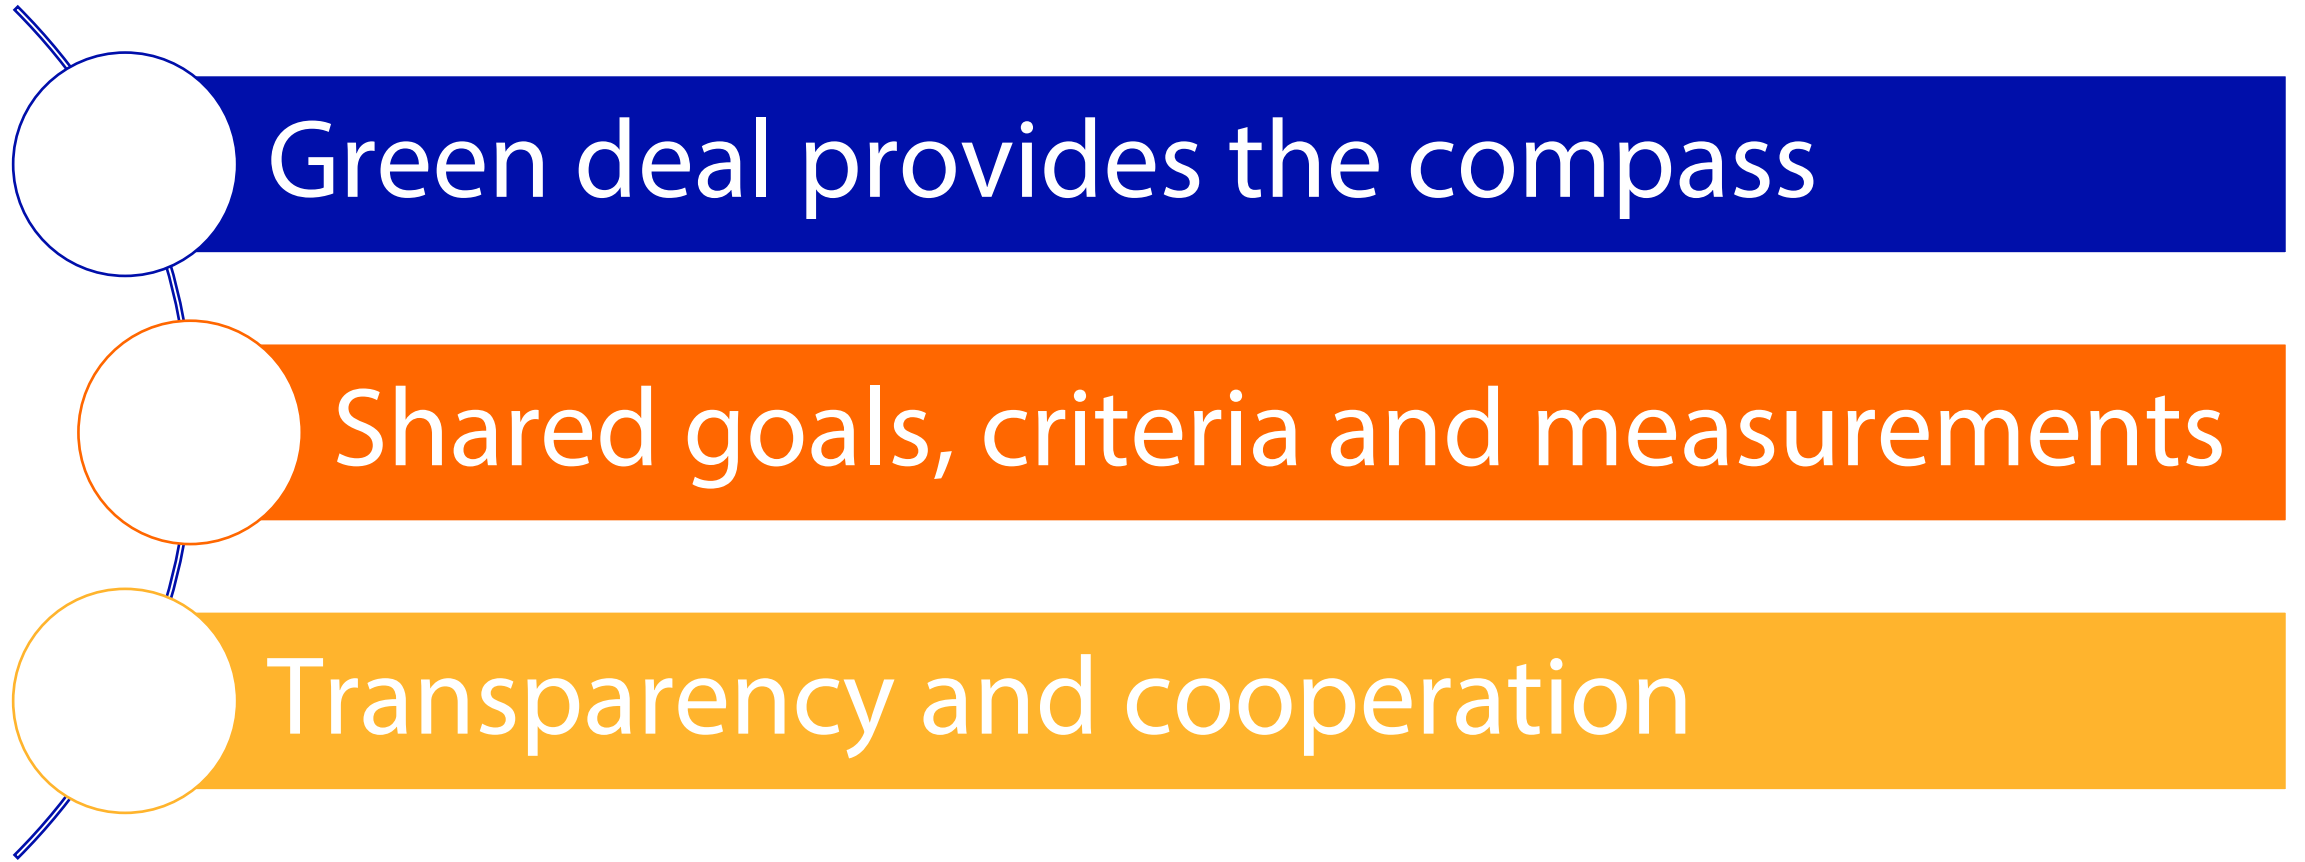 Green deal provides the compass
Shared goals, criteria and measurements
Transparency and cooperation